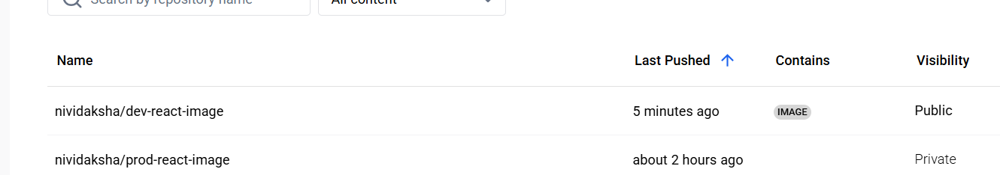 Search by repository name
All content
Name Last Pushed Contains Visibility
nividaksha/dev-react-image 5 minutes ago IMAGE Public
nividaksha/prod-react-image about 2 hours ago Private